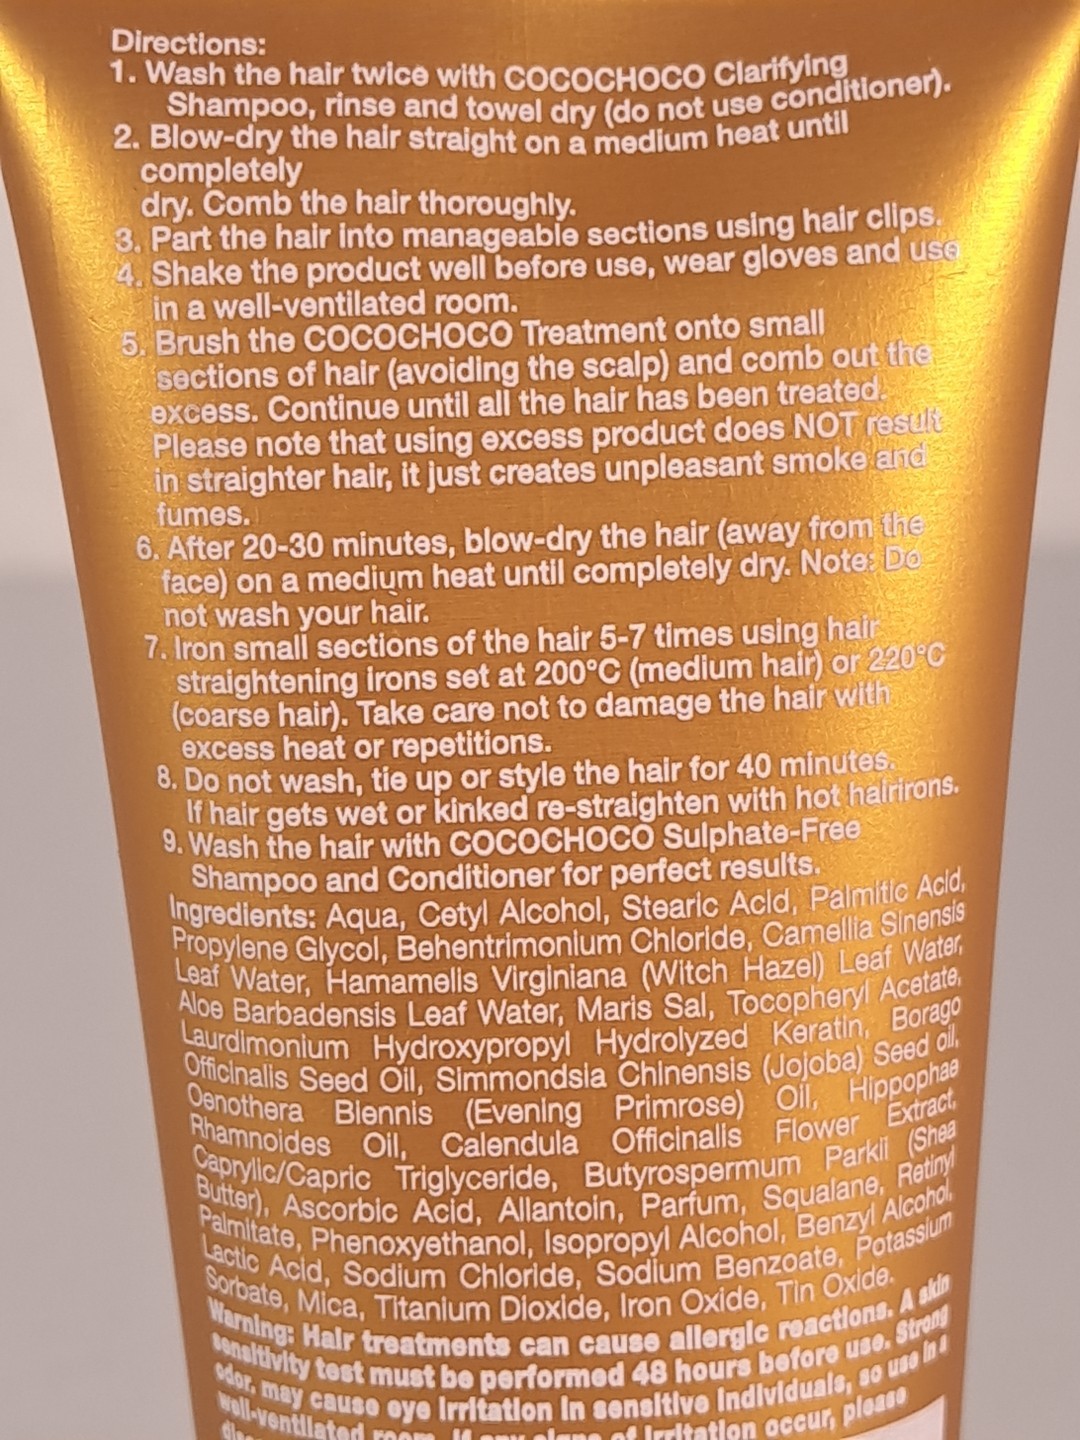 Directions:
1. Wash the hair twice with COCOCHOCO Clarifying
Shampoo, rinse and towel dry (do not use conditioner).
2. Blow-dry the hair straight on a medium heat until
completely
dry. Comb the hair thoroughly.
3. Part the hair into manageable sections using hair clips.
4. Shake the product well before use, wear gloves and use
in a well-ventilated room.
5. Brush the COCOCHOCO Treatment onto small
sections of hair (avoiding the scalp) and comb out the
excess. Continue until all the hair has been treated.
Please note that using excess product does NOT result
in straighter hair, it just creates unpleasant smoke and
fumes.
6. After 20-30 minutes, blow-dry the hair (away from the
face) on a medium heat until completely dry. Note: Do
not wash your hair.
7. Iron small sections of the hair 5-7 times using hair
straightening irons set at 200°C (medium hair) or 220°C
(coarse hair). Take care not to damage the hair with
excess heat or repetitions.
8. Do not wash, tie up or style the hair for 40 minutes.
If hair gets wet or kinked re-straighten with hot hairirons.
9. Wash the hair with COCOCHOCO Sulphate-Free
Shampoo and Conditioner for perfect results.
Ingredients: Aqua, Cetyl Alcohol, Stearic Acid, Palmitic Acid,
Propylene Glycol, Behentrimonium Chloride, Camellia Sinensis
Leaf Water, Hamamelis Virginiana (Witch Hazel) Leaf Water,
Aloe Barbadensis Leaf Water, Maris Sal, Tocopheryl Acetate,
Laurdimonium Hydroxypropyl Hydrolyzed Keratin, Borago
Officinalis Seed Oil, Simmondsia Chinensis (Jojoba) Seed oil,
Oenothera Biennis (Evening Primrose) Oil, Hippophae
Rhamnoides Oil, Calendula Officinalis Flower Extract,
Caprylic/Capric Triglyceride, Butyrospermum Parkii (Shea
Butter), Ascorbic Acid, Allantoin, Parfum, Squalane, Retinyl
Palmitate, Phenoxyethanol, Isopropyl Alcohol, Benzyl Alcohol,
Lactic Acid, Sodium Chloride, Sodium Benzoate, Potassium
Sorbate, Mica, Titanium Dioxide, Iron Oxide, Tin Oxide.
Warning: Hair treatments can cause allergic reactions. A skin
sensitivity test must be performed 48 hours before use. Strong
odor, may cause eye irritation in sensitive individuals, so use in a
well-ventilated room. If any signs of irritation occur, please